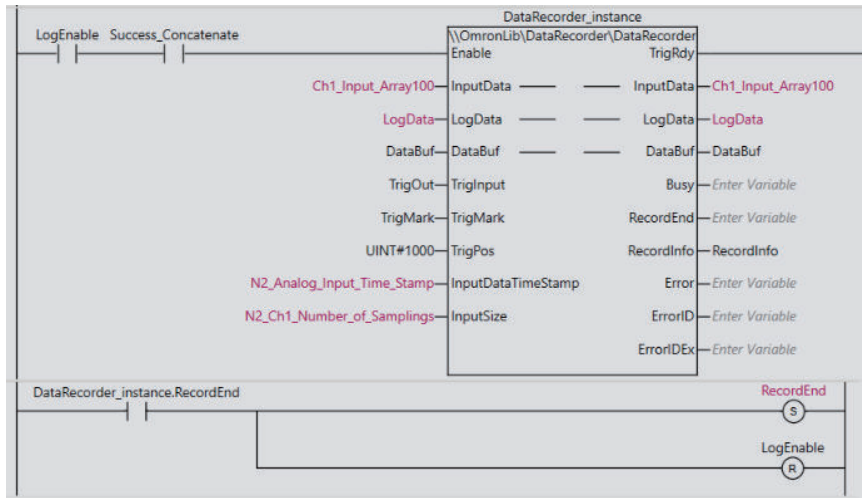 DataRecorder_instance
LogEnable Success_Concatenate \\OmronLib\DataRecorder\DataRecorder
Enable TrigRdy
Ch1_Input_Array100 InputData InputData Ch1_Input_Array100
LogData LogData LogData LogData
DataBuf DataBuf DataBuf DataBuf
TrigOut TrigInput Busy Enter Variable
TrigMark TrigMark RecordEnd Enter Variable
UINT#1000 TrigPos RecordInfo RecordInfo
N2_Analog_Input_Time_Stamp InputDataTimeStamp Error Enter Variable
N2_Ch1_Number_of_Samplings InputSize ErrorID Enter Variable
ErrorIDEx Enter Variable
DataRecorder_instance.RecordEnd RecordEnd
S
LogEnable
R